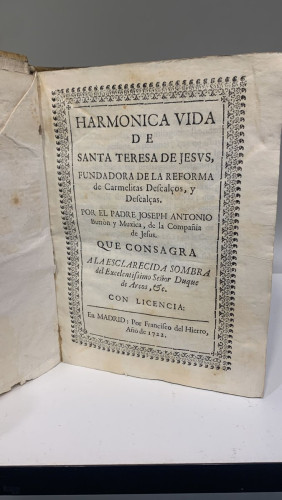 HARMONICA VIDA
DE
SANTA TERESA DE JESVS,
FUNDADORA DE LA REFORMA
de Carmelitas Descalços, y
Descalças.
POR EL PADRE JOSEPH ANTONIO
Butròn y Muxica, de la Compañia
de Jesus.
QUE CONSAGRA
A LA ESCLARECIDA SOMBRA
del Excelentissimo Señor Duque
de Arcos, &c.
CON LICENCIA:
En MADRID: Por Francisco del Hierro,
Año de 1722.